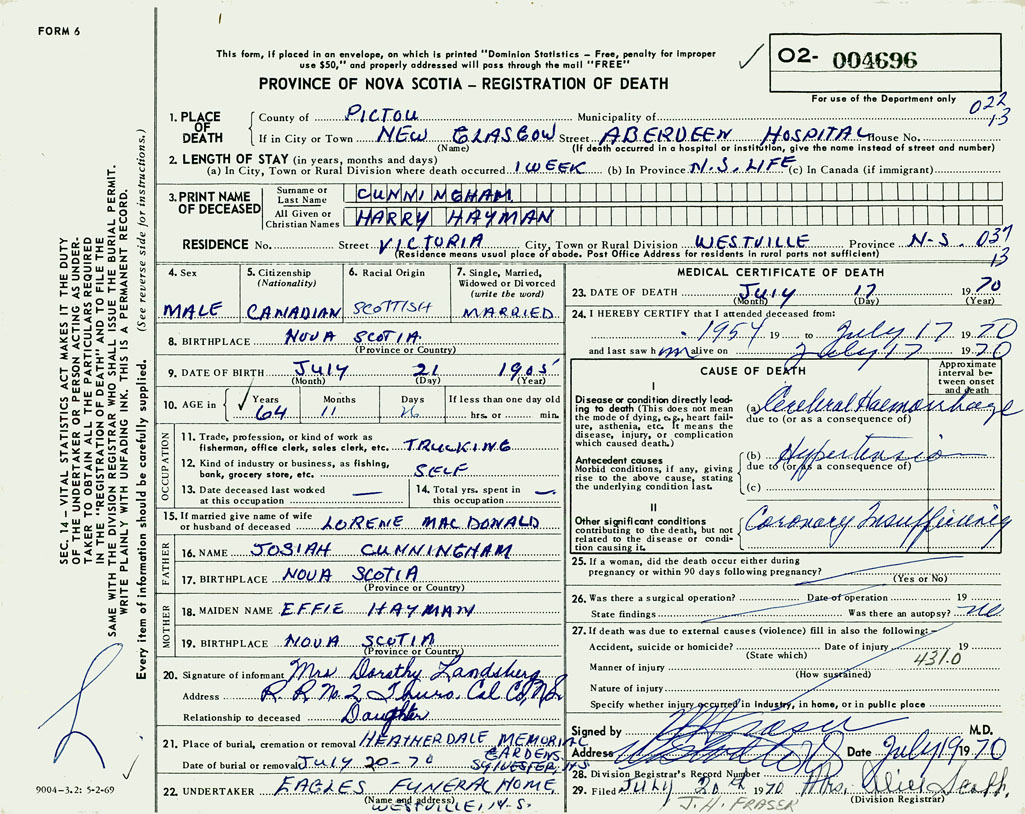 FORM 6
This form, if placed in an envelope, on which is printed "Dominion Statistics – Free, penalty for improper
use $50," and properly addressed will pass through the mail "FREE"
O2- 004696
PROVINCE OF NOVA SCOTIA – REGISTRATION OF DEATH
For use of the Department only
022
13
1. PLACE OF DEATH
County of PICTOU Municipality of
If in City or Town NEW GLASGOW Street ABERDEEN HOSPITAL House No.
(Name) (If death occurred in a hospital or institution, give the name instead of street and number)
2. LENGTH OF STAY (in years, months and days)
(a) In City, Town or Rural Division where death occurred 1 WEEK (b) In Province N.S. LIFE (c) In Canada (if immigrant)
3. PRINT NAME OF DECEASED
Surname or Last Name CUNNINGHAM
All Given or Christian Names HARRY HAYMAN
RESIDENCE No. Street VICTORIA City, Town or Rural Division WESTVILLE Province N-S. 037
(Residence means usual place of abode. Post Office Address for residents in rural parts not sufficient) 13
4. Sex
MALE
5. Citizenship
(Nationality)
CANADIAN
6. Racial Origin
SCOTTISH
7. Single, Married,
Widowed or Divorced
(write the word)
MARRIED
8. BIRTHPLACE NOVA SCOTIA
(Province or Country)
9. DATE OF BIRTH JULY 21 1905
(Month) (Day) (Year)
10. AGE in
Years Months Days If less than one day old
64 11 26 hrs. or min.
OCCUPATION
11. Trade, profession, or kind of work as
fisherman, office clerk, sales clerk, etc. TRUCKING
12. Kind of industry or business, as fishing,
bank, grocery store, etc. SELF
13. Date deceased last worked
at this occupation —
14. Total yrs. spent in
this occupation —
15. If married give name of wife
or husband of deceased LORENE MAC DONALD
FATHER
16. NAME JOSIAH CUNNINGHAM
17. BIRTHPLACE NOVA SCOTIA
(Province or Country)
MOTHER
18. MAIDEN NAME EFFIE HAYMAN
19. BIRTHPLACE NOVA SCOTIA
(Province or Country)
20. Signature of informant Mrs Dorothy Landsberg
Address R R No. 2 Truro, Col Co, N.S.
Relationship to deceased Daughter
21. Place of burial, cremation or removal HEATHERDALE MEMORIAL
GARDENS
Date of burial or removal JULY 20-70 SYLVESTER, N-S
22. UNDERTAKER EAGLES FUNERAL HOME,
(Name and address)
WESTVILLE, N-S.
MEDICAL CERTIFICATE OF DEATH
23. DATE OF DEATH July 17 1970
(Month) (Day) (Year)
24. I HEREBY CERTIFY that I attended deceased from:
1954 19 to July 17 1970
and last saw him alive on July 17 1970
CAUSE OF DEATH
Approximate
interval be-
tween onset
and death
I
Disease or condition directly lead-
ing to death (This does not mean
the mode of dying, e.g., heart fail-
ure, asthenia, etc. It means the
disease, injury, or complication
which caused death.)
(a) Cerebral Haemorrhage
due to (or as a consequence of)
Antecedent causes
Morbid conditions, if any, giving
rise to the above cause, stating
the underlying condition last.
(b) Hypertension
due to (or as a consequence of)
(c)
II
Other significant conditions
contributing to the death, but not
related to the disease or condi-
tion causing it.
Coronary Insufficiency
25. If a woman, did the death occur either during
pregnancy or within 90 days following pregnancy?
(Yes or No)
26. Was there a surgical operation? Date of operation 19
State findings Was there an autopsy? no
27. If death was due to external causes (violence) fill in also the following:–
Accident, suicide or homicide? Date of injury 19
(State which) 431.0
Manner of injury
(How sustained)
Nature of injury
Specify whether injury occurred in industry, in home, or in public place
Signed by Fraser M.D.
Address Date July 19 1970
28. Division Registrar's Record Number
29. Filed July 20th 1970 Mrs.
J. H. FRASER (Division Registrar)
SEC. 14 – VITAL STATISTICS ACT MAKES IT THE DUTY
OF THE UNDERTAKER OR PERSON ACTING AS UNDER-
TAKER TO OBTAIN ALL THE PARTICULARS REQUIRED
IN THE "REGISTRATION OF DEATH" AND TO FILE THE
SAME WITH THE DIVISION REGISTRAR WHO SHALL ISSUE THE BURIAL PERMIT.
WRITE PLAINLY WITH UNFADING INK. THIS IS A PERMANENT RECORD.
Every item of information should be carefully supplied. (See reverse side for instructions.)
9004–3.2: 5-2-69